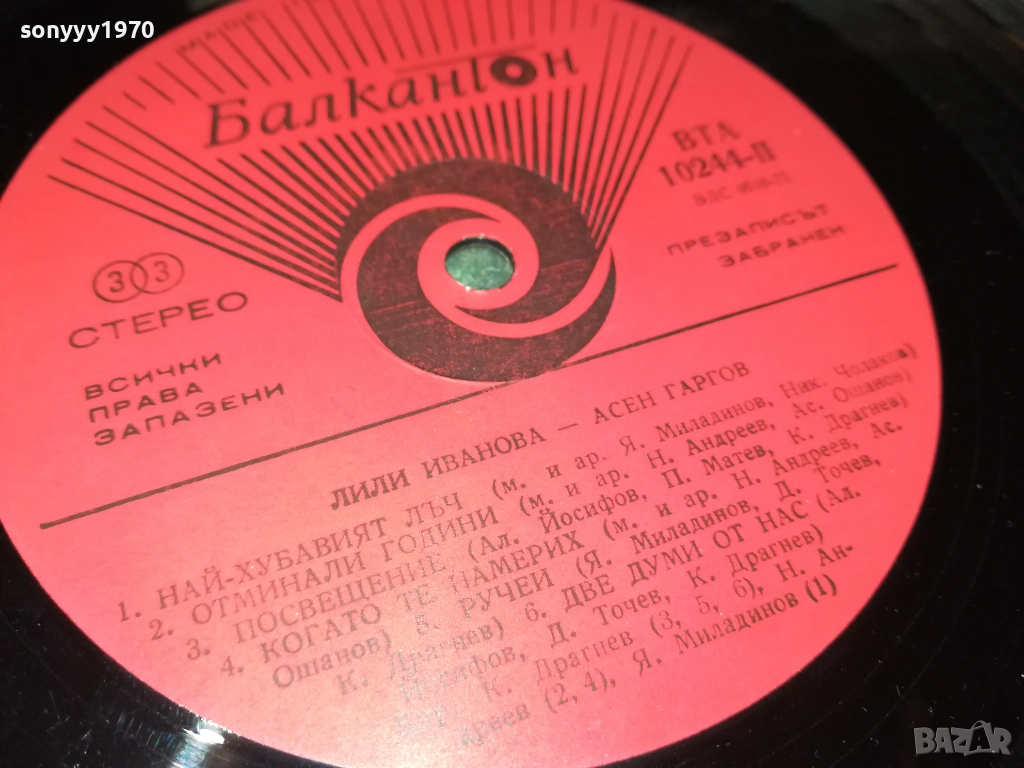 sonyyy1970
Балкантон
ВТА
10244-II
ПРЕЗАПИСЪТ
ЗАБРАНЕН
33
СТЕРЕО
ВСИЧКИ
ПРАВА
ЗАПАЗЕНИ
ЛИЛИ ИВАНОВА — АСЕН ГАРГОВ
1. НАЙ-ХУБАВИЯТ ЛЪЧ (м. и ар. Я. Миладинов, Ник. Чолаков)
2. ОТМИНАЛИ ГОДИНИ (м. и ар. Н. Андреев, Ас. Ошанов)
3. ПОСВЕЩЕНИЕ (Ал. Йосифов, П. Матев, К. Драгнев)
4. КОГАТО ТЕ НАМЕРИХ (м. и ар. Н. Андреев, Ас.
Ошанов) 5. РУЧЕЙ (Я. Миладинов, Д. Точев,
К. Драгнев) 6. ДВЕ ДУМИ ОТ НАС (Ал.
Йосифов, Д. Точев, К. Драгнев)
К. Драгнев (3, 5, 6), Н. Ан-
дреев (2, 4), Я. Миладинов (1)
BAZAR